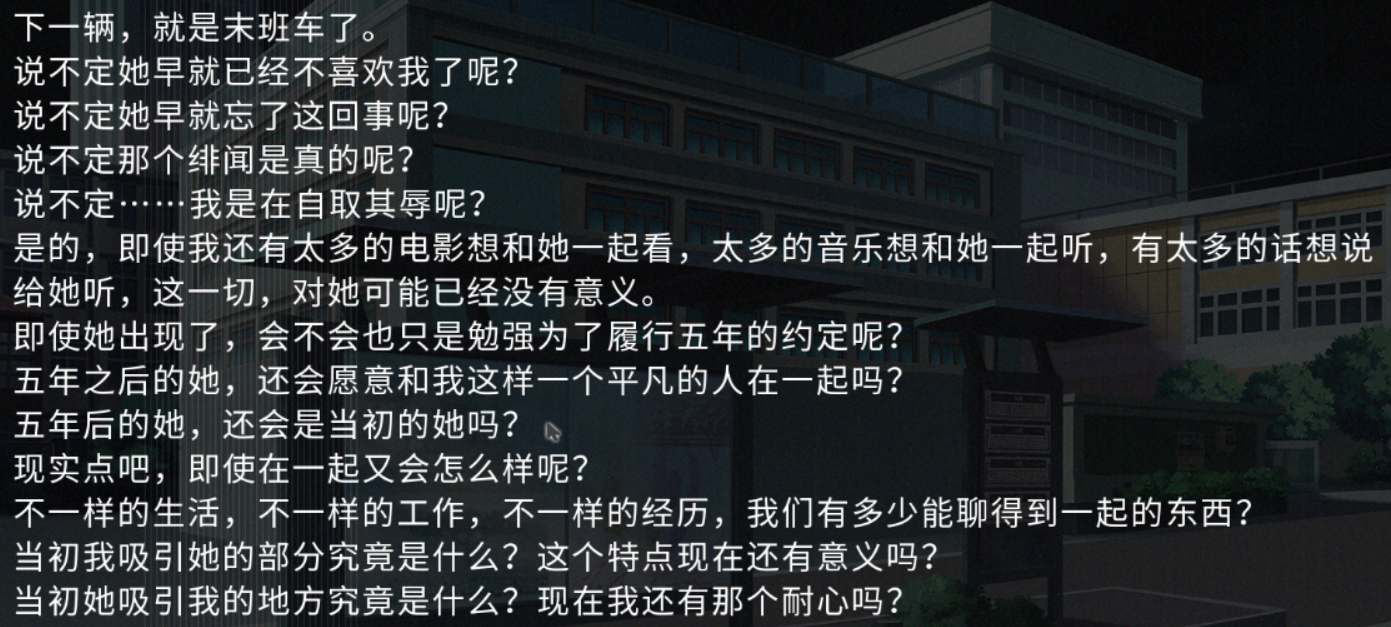 下一辆，就是末班车了。
说不定她早就已经不喜欢我了呢？
说不定她早就忘了这回事呢？
说不定那个绯闻是真的呢？
说不定……我是在自取其辱呢？
是的，即使我还有太多的电影想和她一起看，太多的音乐想和她一起听，有太多的话想说
给她听，这一切，对她可能已经没有意义。
即使她出现了，会不会也只是勉强为了履行五年的约定呢？
五年之后的她，还会愿意和我这样一个平凡的人在一起吗？
五年后的她，还会是当初的她吗？
现实点吧，即使在一起又会怎么样呢？
不一样的生活，不一样的工作，不一样的经历，我们有多少能聊得到一起的东西？
当初我吸引她的部分究竟是什么？这个特点现在还有意义吗？
当初她吸引我的地方究竟是什么？现在我还有那个耐心吗？